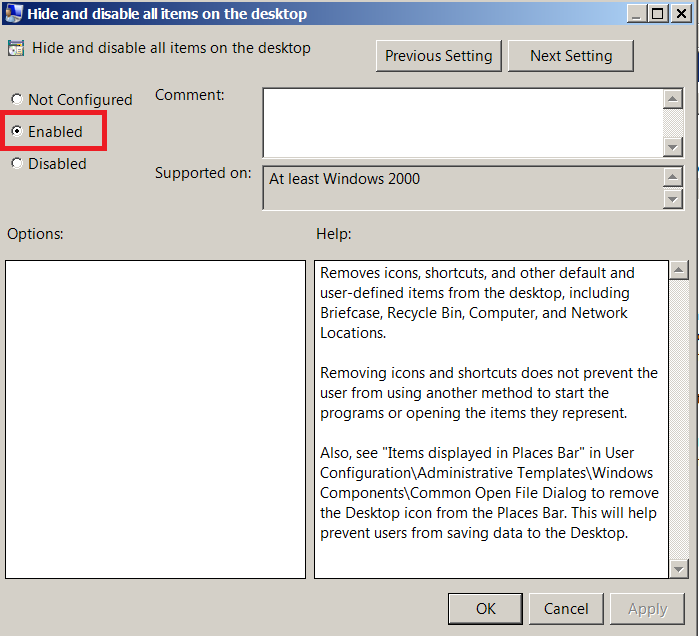 Hide and disable all items on the desktop
Hide and disable all items on the desktop
Previous Setting
Next Setting
Not Configured
Enabled
Disabled
Comment:
Supported on:
At least Windows 2000
Options:
Help:
Removes icons, shortcuts, and other default and
user-defined items from the desktop, including
Briefcase, Recycle Bin, Computer, and Network
Locations.
Removing icons and shortcuts does not prevent the
user from using another method to start the
programs or opening the items they represent.
Also, see "Items displayed in Places Bar" in User
Configuration\Administrative Templates\Windows
Components\Common Open File Dialog to remove
the Desktop icon from the Places Bar. This will help
prevent users from saving data to the Desktop.
OK
Cancel
Apply